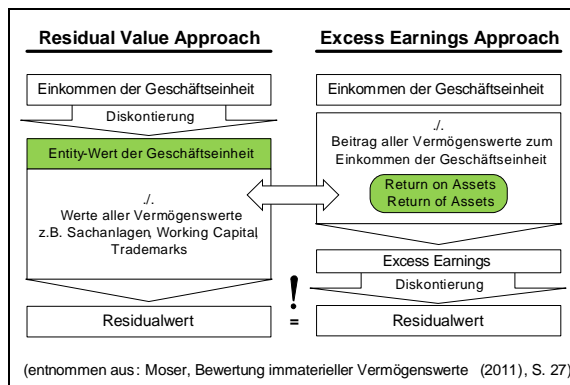 Residual Value Approach
Einkommen der Geschäftseinheit
Diskontierung
Entity-Wert der Geschäftseinheit
./.
Werte aller Vermögenswerte
z.B. Sachanlagen, Working Capital,
Trademarks
Residualwert
!
=
Excess Earnings Approach
Einkommen der Geschäftseinheit
./.
Beitrag aller Vermögenswerte zum
Einkommen der Geschäftseinheit
Return on Assets
Return of Assets
Excess Earnings
Diskontierung
Residualwert
(entnommen aus: Moser, Bewertung immaterieller Vermögenswerte (2011), S. 27)